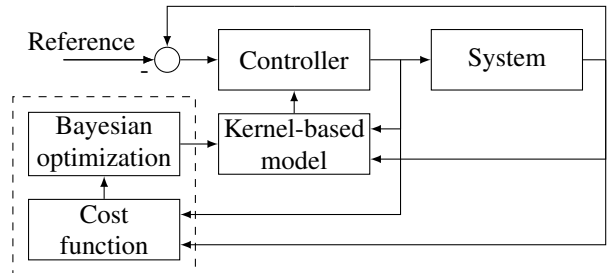 Reference
-
Controller
System
Bayesian
optimization
Kernel-based
model
Cost
function